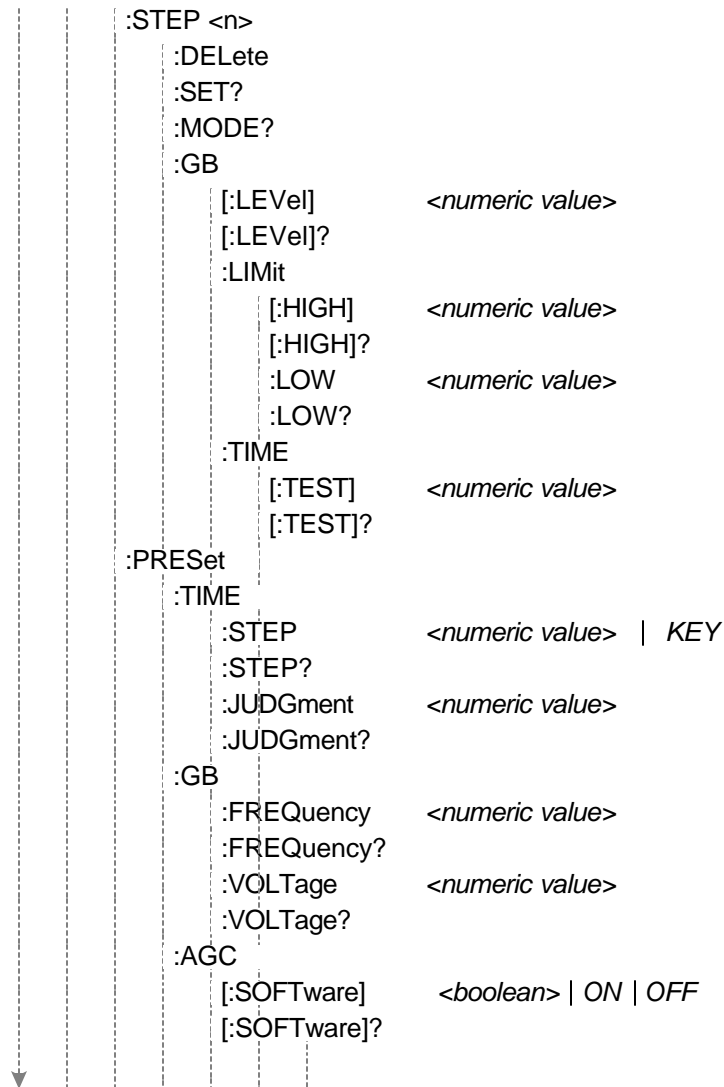 :STEP <n>
:DELete
:SET?
:MODE?
:GB
[:LEVel] <numeric value>
[:LEVel]?
:LIMit
[:HIGH] <numeric value>
[:HIGH]?
:LOW <numeric value>
:LOW?
:TIME
[:TEST] <numeric value>
[:TEST]?
:PRESet
:TIME
:STEP <numeric value> | KEY
:STEP?
:JUDGment <numeric value>
:JUDGment?
:GB
:FREQuency <numeric value>
:FREQuency?
:VOLTage <numeric value>
:VOLTage?
:AGC
[:SOFTware] <boolean> | ON | OFF
[:SOFTware]?